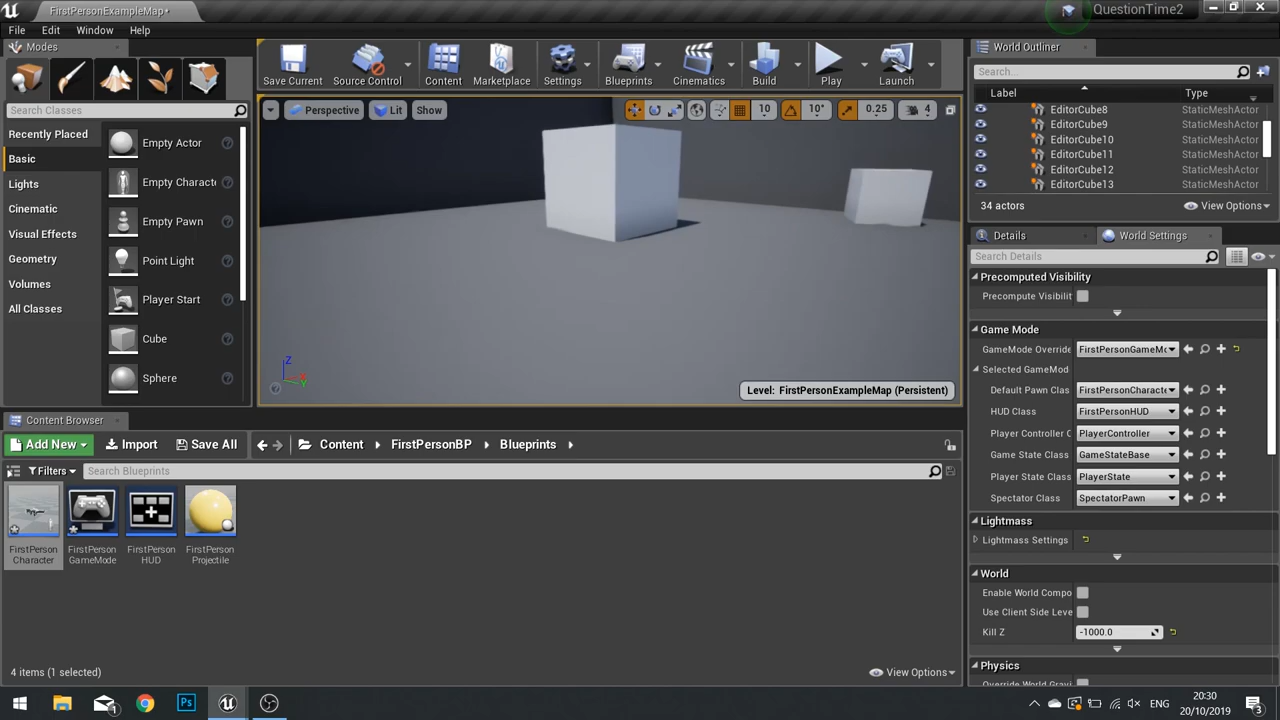 FirstPersonExampleMap•
QuestionTime2
File Edit Window Help
Modes
Search Classes
Recently Placed
Basic
Lights
Cinematic
Visual Effects
Geometry
Volumes
All Classes
Empty Actor
Empty Charact
Empty Pawn
Point Light
Player Start
Cube
Sphere
Save Current
Source Control
Content
Marketplace
Settings
Blueprints
Cinematics
Build
Play
Launch
Perspective Lit Show 10 10° 0.25 4
Z
X
Y
Level: FirstPersonExampleMap (Persistent)
World Outliner
Search...
Label Type
EditorCube8 StaticMeshActor
EditorCube9 StaticMeshActor
EditorCube10 StaticMeshActor
EditorCube11 StaticMeshActor
EditorCube12 StaticMeshActor
EditorCube13 StaticMeshActor
34 actors View Options
Details World Settings
Search Details
Precomputed Visibility
Precompute Visibilit
Game Mode
GameMode Override FirstPersonGameMo
Selected GameMod
Default Pawn Clas FirstPersonCharacte
HUD Class FirstPersonHUD
Player Controller C PlayerController
Game State Class GameStateBase
Player State Class PlayerState
Spectator Class SpectatorPawn
Lightmass
Lightmass Settings
World
Enable World Compo
Use Client Side Leve
Kill Z -1000.0
Physics
Override World Gravi
Content Browser
Add New Import Save All Content FirstPersonBP Blueprints
Filters Search Blueprints
FirstPerson
Character
FirstPerson
GameMode
FirstPerson
HUD
FirstPerson
Projectile
4 items (1 selected) View Options
Ps
ENG
20:30
20/10/2019
3